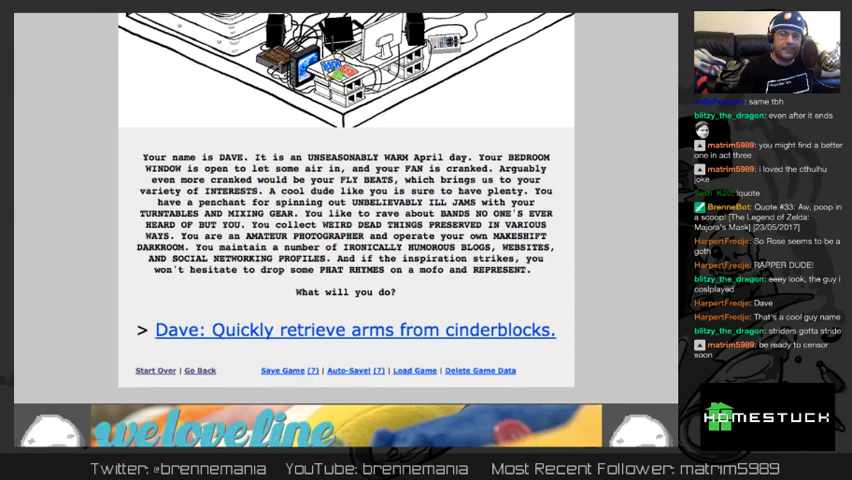 Your name is DAVE. It is an UNSEASONABLY WARM April day. Your BEDROOM
WINDOW is open to let some air in, and your FAN is cranked. Arguably
even more cranked would be your FLY BEATS, which brings us to your
variety of INTERESTS. A cool dude like you is sure to have plenty. You
have a penchant for spinning out UNBELIEVABLY ILL JAMS with your
TURNTABLES AND MIXING GEAR. You like to rave about BANDS NO ONE'S EVER
HEARD OF BUT YOU. You collect WEIRD DEAD THINGS PRESERVED IN VARIOUS
WAYS. You are an AMATEUR PHOTOGRAPHER and operate your own MAKESHIFT
DARKROOM. You maintain a number of IRONICALLY HUMOROUS BLOGS, WEBSITES,
AND SOCIAL NETWORKING PROFILES. And if the inspiration strikes, you
won't hesitate to drop some PHAT RHYMES on a mofo and REPRESENT.
What will you do?
> Dave: Quickly retrieve arms from cinderblocks.
Start Over | Go Back Save Game (?) | Auto-Save! (?) | Load Game | Delete Game Data
weloveline
: same tbh
blitzy_the_dragon: even after it ends
matrim5989: you might find a better
one in act three
matrim5989: i loved the cthulhu
joke
: !quote
BrenneBot: Quote #33: Aw, poop in
a scoop! [The Legend of Zelda:
Majora's Mask] [23/05/2017]
HarpertFredje: So Rose seems to be a
goth
HarpertFredje: RAPPER DUDE!
blitzy_the_dragon: eeey look, the guy i
cosplayed
HarpertFredje: Dave
HarpertFredje: That's a cool guy name
blitzy_the_dragon: striders gotta stride
matrim5989: be ready to censor
soon
HOMESTUCK
Twitter: @brennemania YouTube: brennemania Most Recent Follower: matrim5989